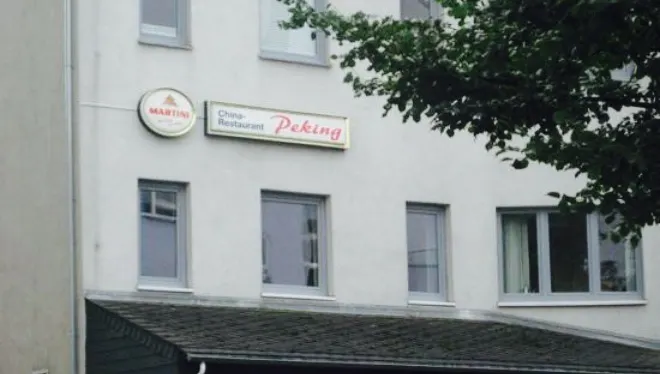 MARTINI
China-
Restaurant
Peking